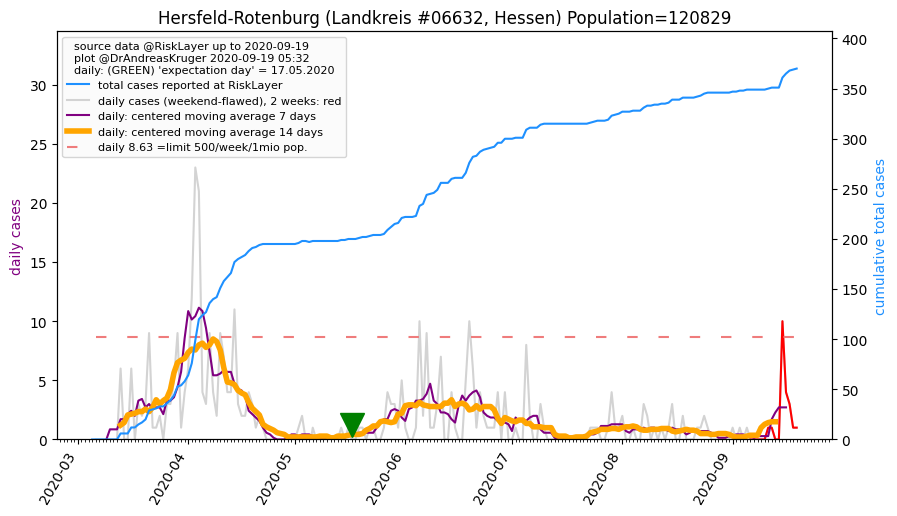 Hersfeld-Rotenburg (Landkreis #06632, Hessen) Population=120829
source data @RiskLayer up to 2020-09-19
plot @DrAndreasKruger 2020-09-19 05:32
daily: (GREEN) 'expectation day' = 17.05.2020
total cases reported at RiskLayer
daily cases (weekend-flawed), 2 weeks: red
daily: centered moving average 7 days
daily: centered moving average 14 days
daily 8.63 =limit 500/week/1mio pop.
daily cases
30
25
20
15
10
5
0
cumulative total cases
400
350
300
250
200
150
100
50
0
2020-03
2020-04
2020-05
2020-06
2020-07
2020-08
2020-09